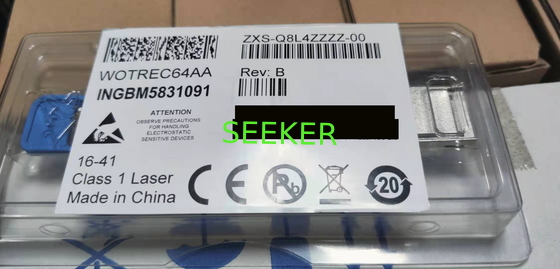 ZXS-Q8L4ZZZZ-00
WOTREC64AA
Rev: B
INGBM5831091
ATTENTION
OBSERVE PRECAUTIONS
FOR HANDLING
ELECTROSTATIC
SENSITIVE DEVICES
SEEKER
16-41
Class 1 Laser
Made in China
CE
Pb
20